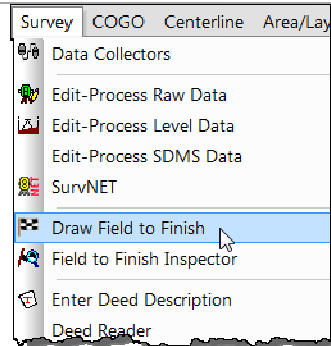 Survey COGO Centerline Area/Lay
Data Collectors
Edit-Process Raw Data
Edit-Process Level Data
Edit-Process SDMS Data
SurvNET
Draw Field to Finish
Field to Finish Inspector
Enter Deed Description
Deed Reader